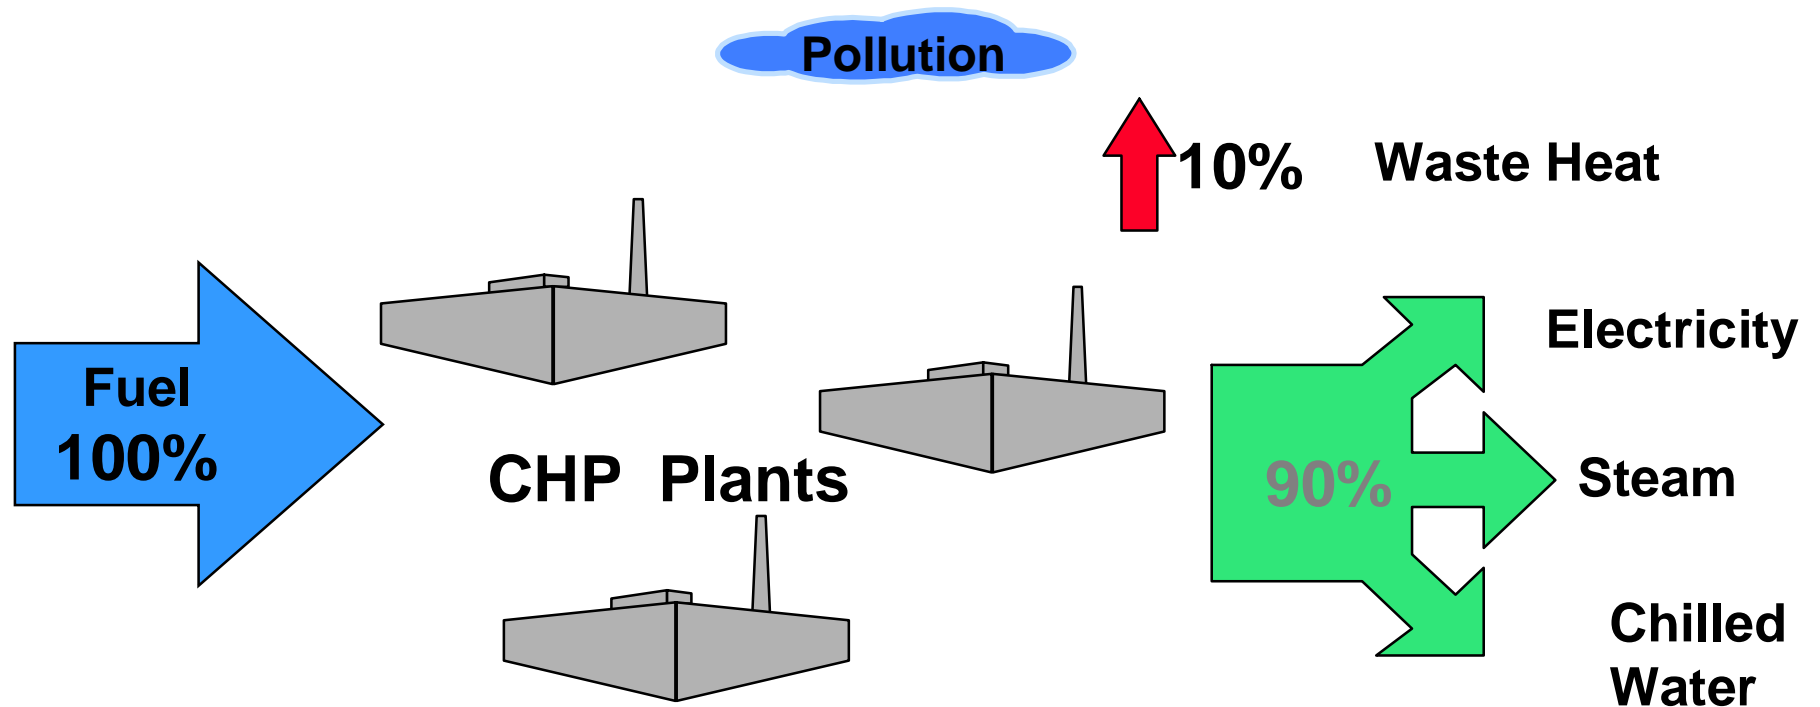 Pollution
10% Waste Heat
Electricity
Fuel
100%
CHP Plants
90%
Steam
Chilled
Water